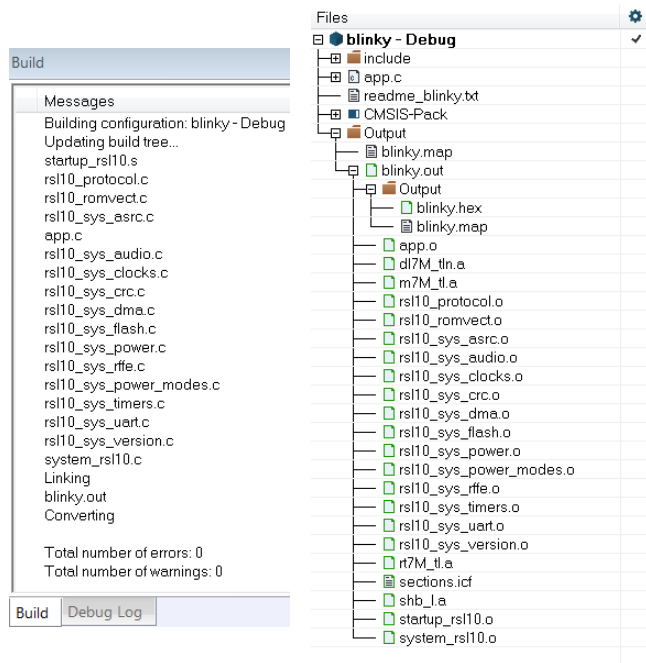 Build
Messages
Building configuration: blinky - Debug
Updating build tree...
startup_rsl10.s
rsl10_protocol.c
rsl10_romvect.c
rsl10_sys_asrc.c
app.c
rsl10_sys_audio.c
rsl10_sys_clocks.c
rsl10_sys_crc.c
rsl10_sys_dma.c
rsl10_sys_flash.c
rsl10_sys_power.c
rsl10_sys_rffe.c
rsl10_sys_power_modes.c
rsl10_sys_timers.c
rsl10_sys_uart.c
rsl10_sys_version.c
system_rsl10.c
Linking
blinky.out
Converting
Total number of errors: 0
Total number of warnings: 0
Build
Debug Log
Files
blinky - Debug
include
app.c
readme_blinky.txt
CMSIS-Pack
Output
blinky.map
blinky.out
Output
blinky.hex
blinky.map
app.o
dl7M_tln.a
m7M_tl.a
rsl10_protocol.o
rsl10_romvect.o
rsl10_sys_asrc.o
rsl10_sys_audio.o
rsl10_sys_clocks.o
rsl10_sys_crc.o
rsl10_sys_dma.o
rsl10_sys_flash.o
rsl10_sys_power.o
rsl10_sys_power_modes.o
rsl10_sys_rffe.o
rsl10_sys_timers.o
rsl10_sys_uart.o
rsl10_sys_version.o
rt7M_tl.a
sections.icf
shb_l.a
startup_rsl10.o
system_rsl10.o